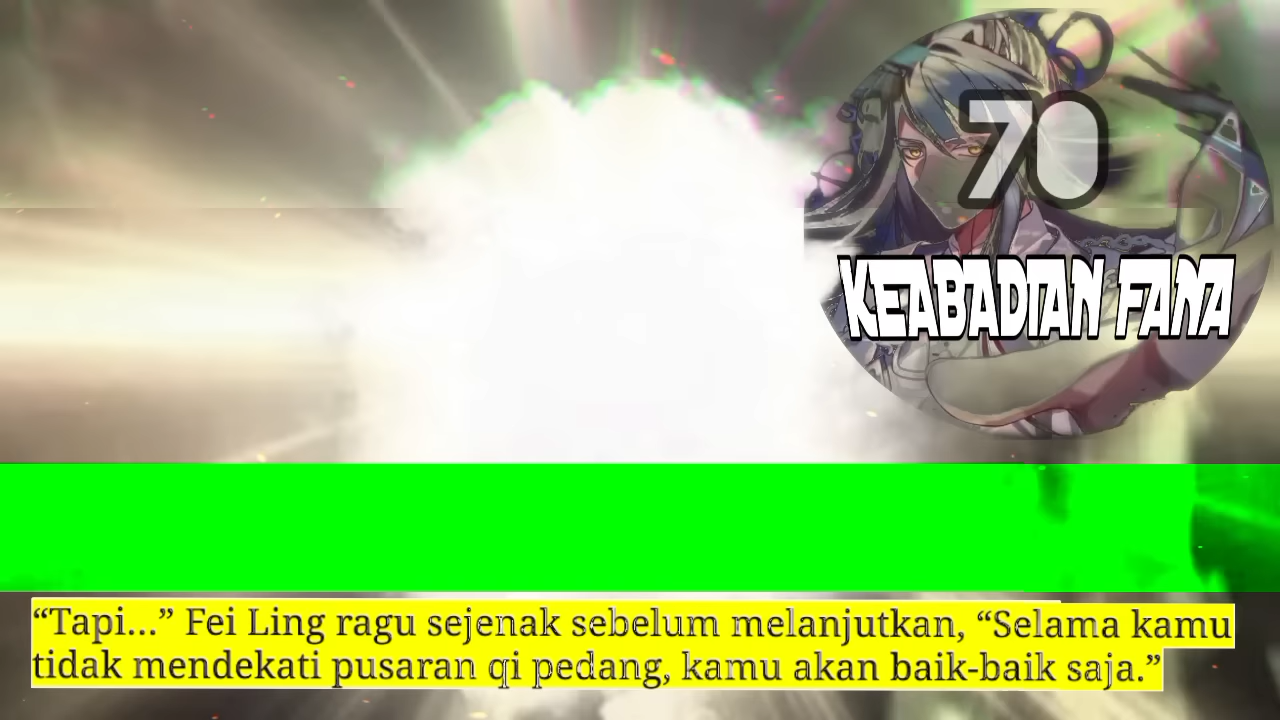 70
KEABADIAN FANA
“Tapi...” Fei Ling ragu sejenak sebelum melanjutkan, “Selama kamu
tidak mendekati pusaran qi pedang, kamu akan baik-baik saja.”